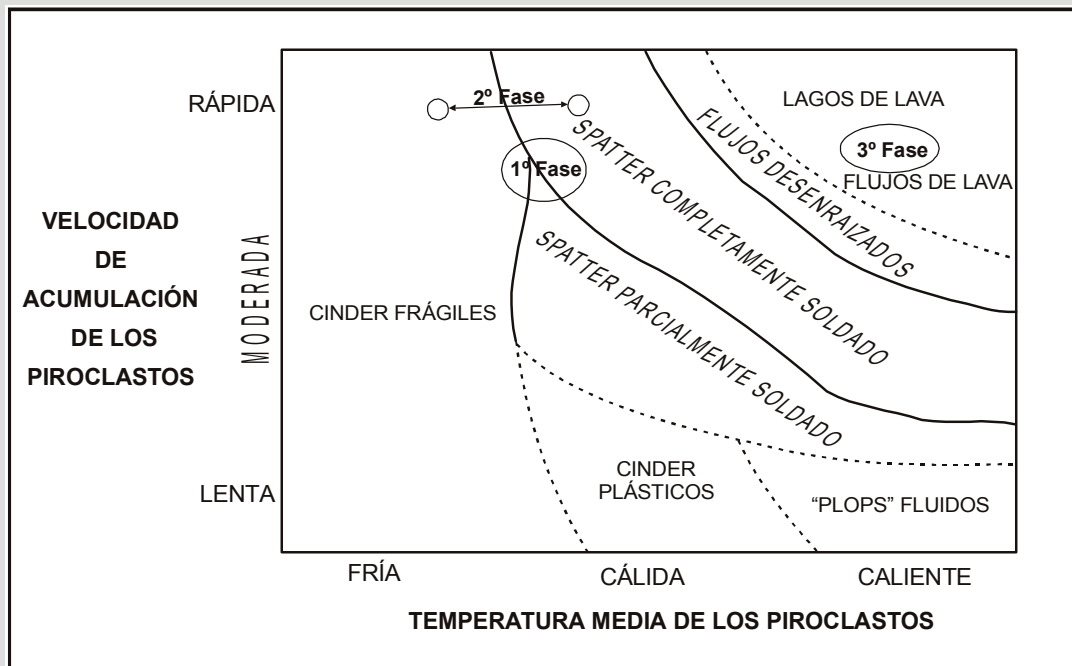 VELOCIDAD
DE
ACUMULACIÓN
DE LOS
PIROCLASTOS
RÁPIDA
MODERADA
LENTA
2º Fase
1º Fase
LAGOS DE LAVA
3º Fase
FLUJOS DE LAVA
FLUJOS DESENRAIZADOS
SPATTER COMPLETAMENTE SOLDADO
SPATTER PARCIALMENTE SOLDADO
CINDER FRÁGILES
CINDER
PLÁSTICOS
“PLOPS” FLUIDOS
FRÍA
CÁLIDA
CALIENTE
TEMPERATURA MEDIA DE LOS PIROCLASTOS